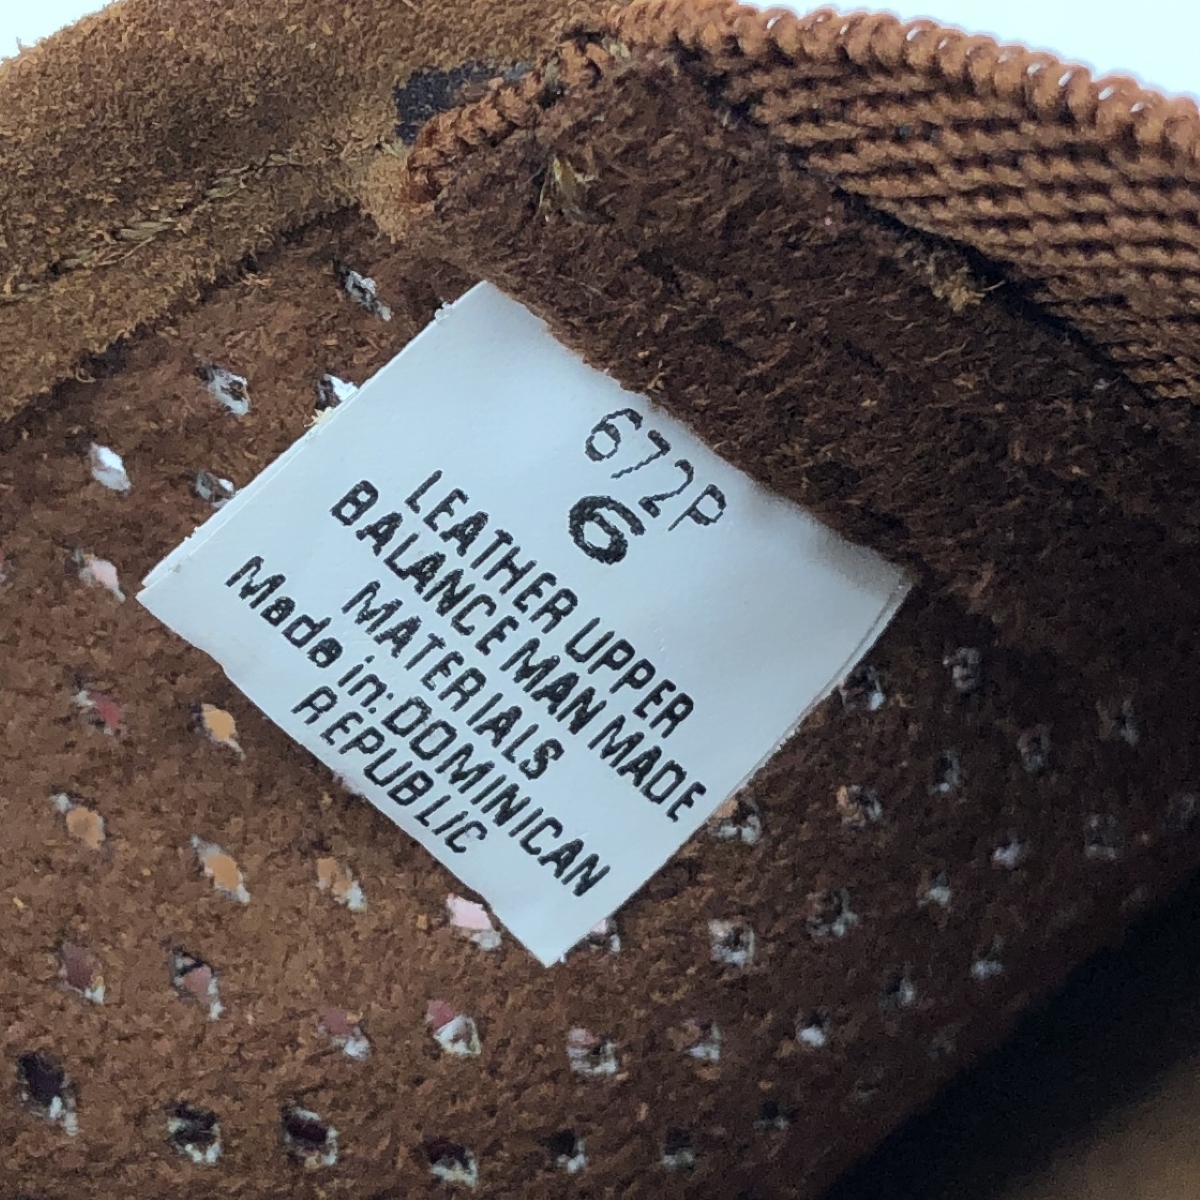 672P
6
LEATHER UPPER
BALANCE MAN MADE
MATERIALS
Made in:DOMINICAN
REPUBLIC